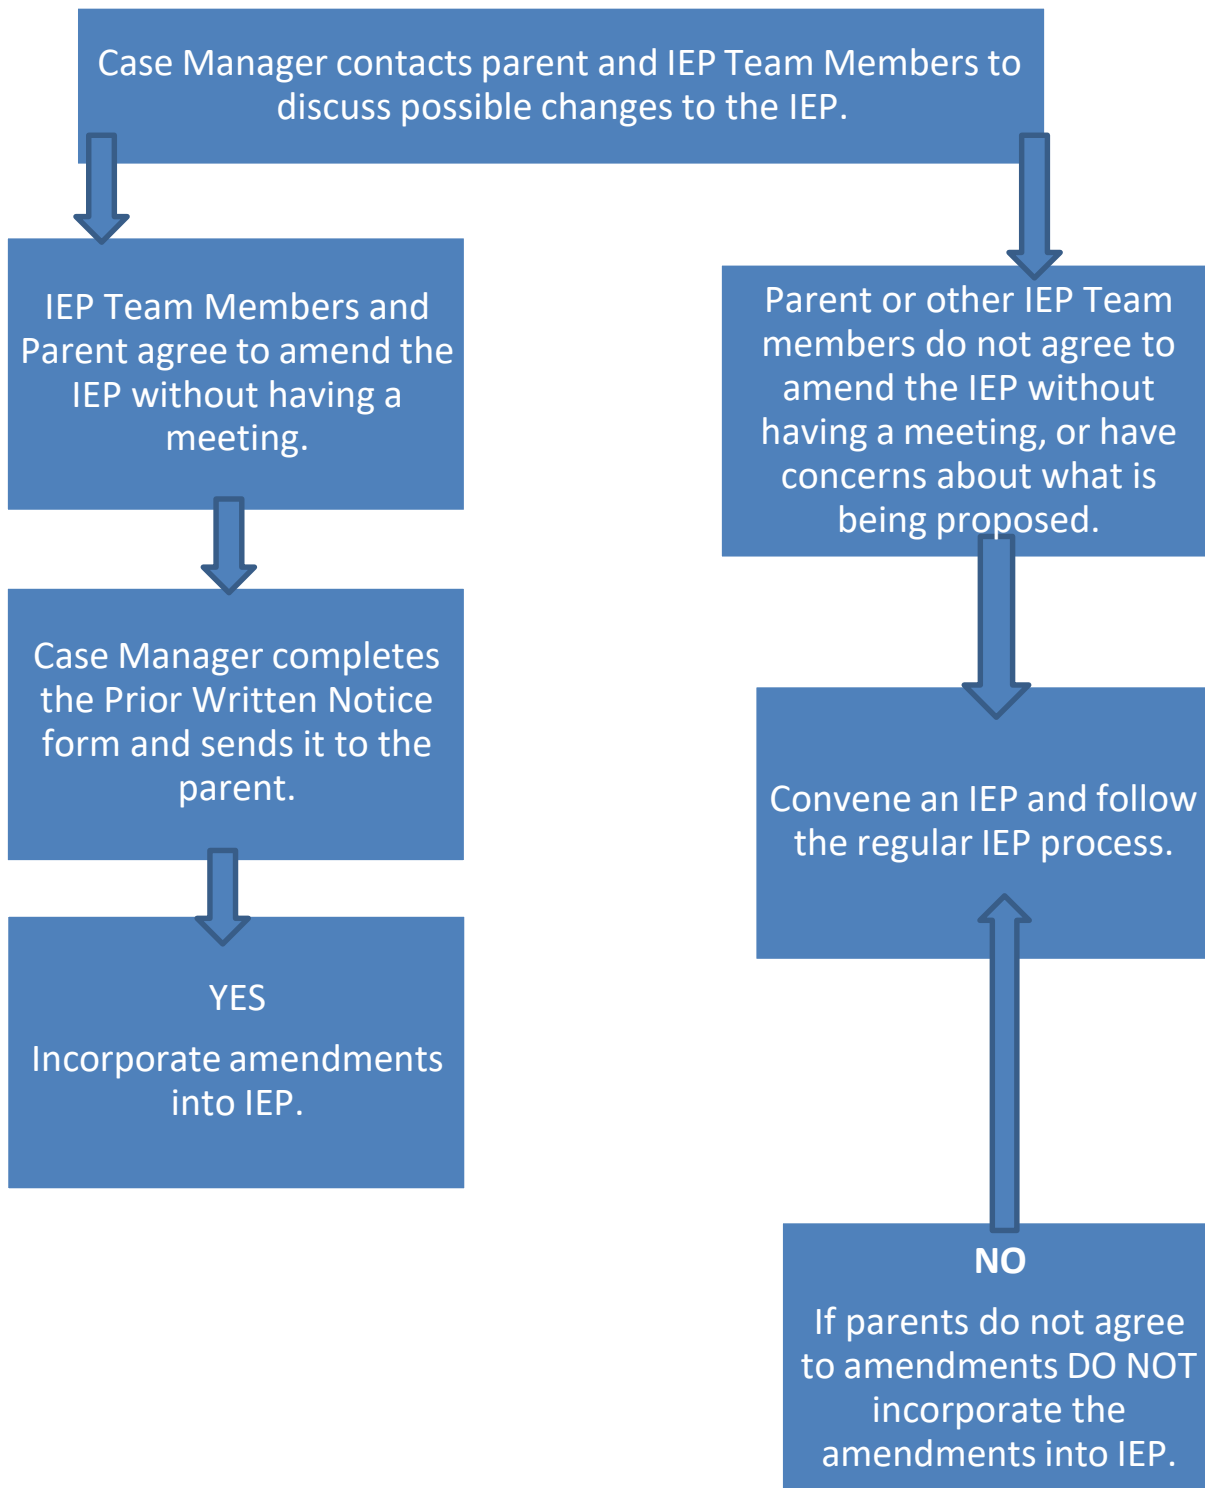 Case Manager contacts parent and IEP Team Members to
discuss possible changes to the IEP.
IEP Team Members and
Parent agree to amend the
IEP without having a
meeting.
Parent or other IEP Team
members do not agree to
amend the IEP without
having a meeting, or have
concerns about what is
being proposed.
Case Manager completes
the Prior Written Notice
form and sends it to the
parent.
Convene an IEP and follow
the regular IEP process.
YES
Incorporate amendments
into IEP.
NO
If parents do not agree
to amendments DO NOT
incorporate the
amendments into IEP.